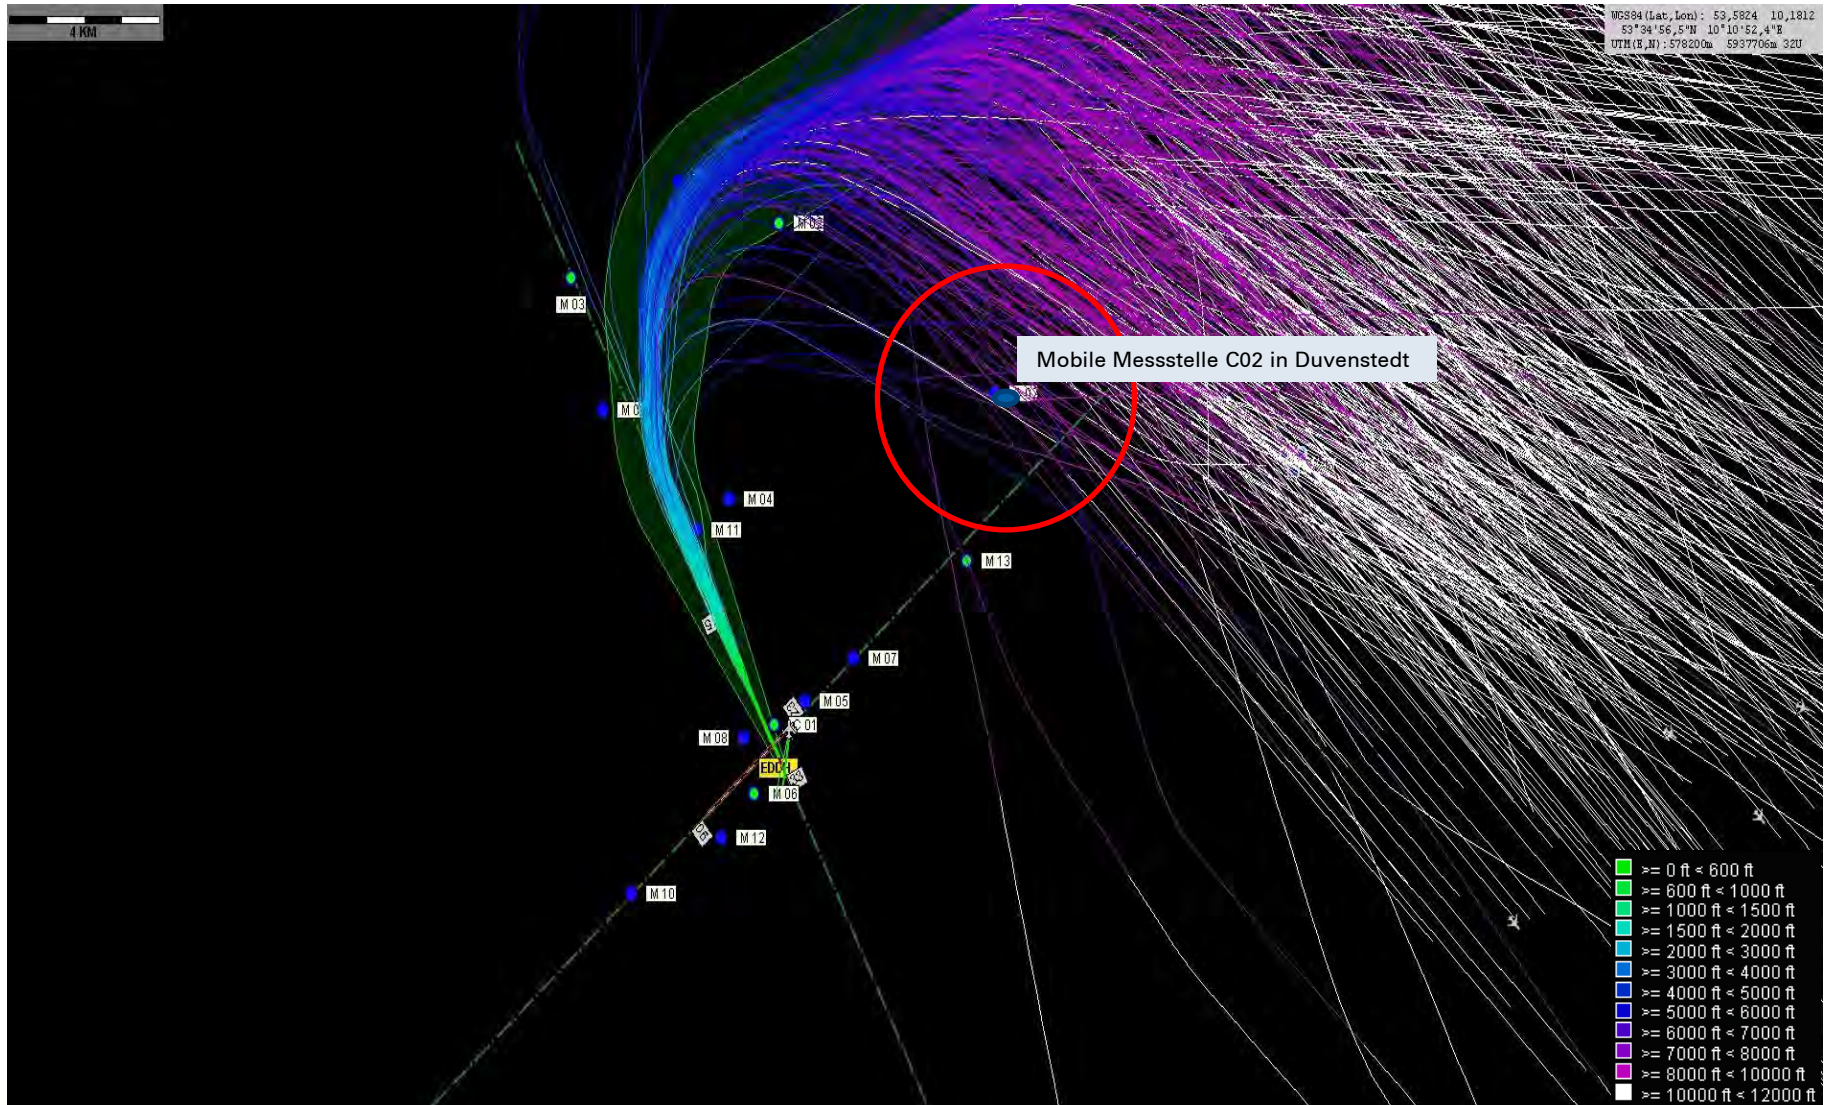 4 KM
WGS84(Lat,Lon): 53,5824 10,1812
53°34'56,5"N 10°10'52,4"E
UTM(E,N):578200m 5937706m 32U
M 03
Mobile Messstelle C02 in Duvenstedt
M 04
M 11
M 13
M 07
M 05
23
C 01
M 08
EDDH
33
M 06
05
M 12
M 10
>= 0 ft < 600 ft
>= 600 ft < 1000 ft
>= 1000 ft < 1500 ft
>= 1500 ft < 2000 ft
>= 2000 ft < 3000 ft
>= 3000 ft < 4000 ft
>= 4000 ft < 5000 ft
>= 5000 ft < 6000 ft
>= 6000 ft < 7000 ft
>= 7000 ft < 8000 ft
>= 8000 ft < 10000 ft
>= 10000 ft < 12000 ft